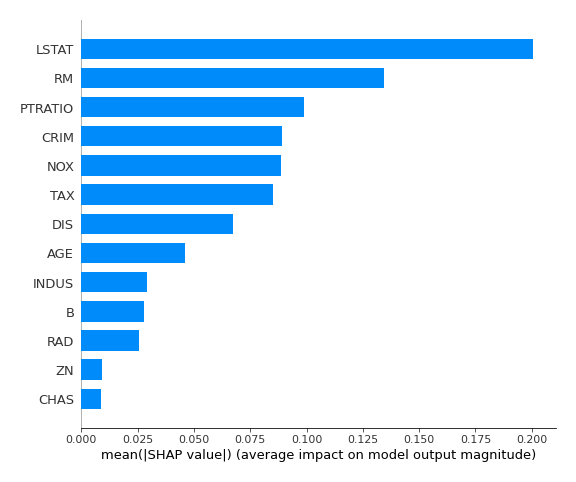 LSTAT
RM
PTRATIO
CRIM
NOX
TAX
DIS
AGE
INDUS
B
RAD
ZN
CHAS
0.000 0.025 0.050 0.075 0.100 0.125 0.150 0.175 0.200
mean(|SHAP value|) (average impact on model output magnitude)